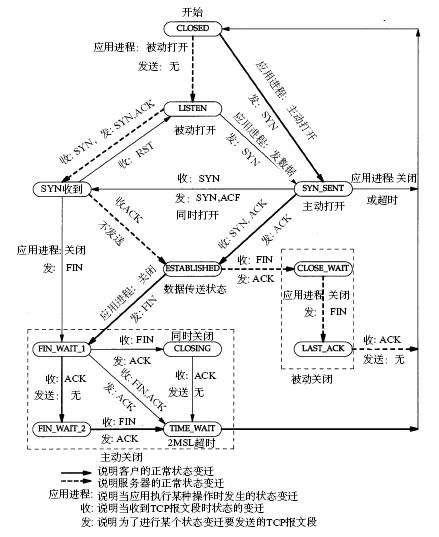 开始
CLOSED
应用进程：被动打开
发送：无
应用进程：主动打开
发：SYN
LISTEN
被动打开
收：SYN；发：SYN,ACK
收：RST
应用进程：发数据
发：SYN
SYN收到
收：SYN
发：SYN,ACF
同时打开
SYN_SENT
主动打开
应用进程 关闭
或超时
收ACK
不发送
收：SYN, ACK
发：ACK
应用进程：关闭
发：FIN
ESTABLISHED
数据传送状态
应用进程：关闭
发：FIN
收：FIN
发：ACK
CLOSE_WAIT
应用进程 关闭
发：FIN
LAST_ACK
收：ACK
发送：无
被动关闭
FIN_WAIT_1
收：FIN
发：ACK
同时关闭
CLOSING
收：ACK
发送：无
收：FIN,ACK
发：ACK
收：ACK
发送 无
FIN_WAIT_2
收：FIN
发：ACK
TIME_WAIT
2MSL超时
主动关闭
说明客户的正常状态变迁
说明服务器的正常状态变迁
应用进程：说明当应用执行某种操作时发生的状态变迁
收：说明当收到TCP报文段时状态的变迁
发：说明为了进行某个状态变迁要发送的TCP报文段